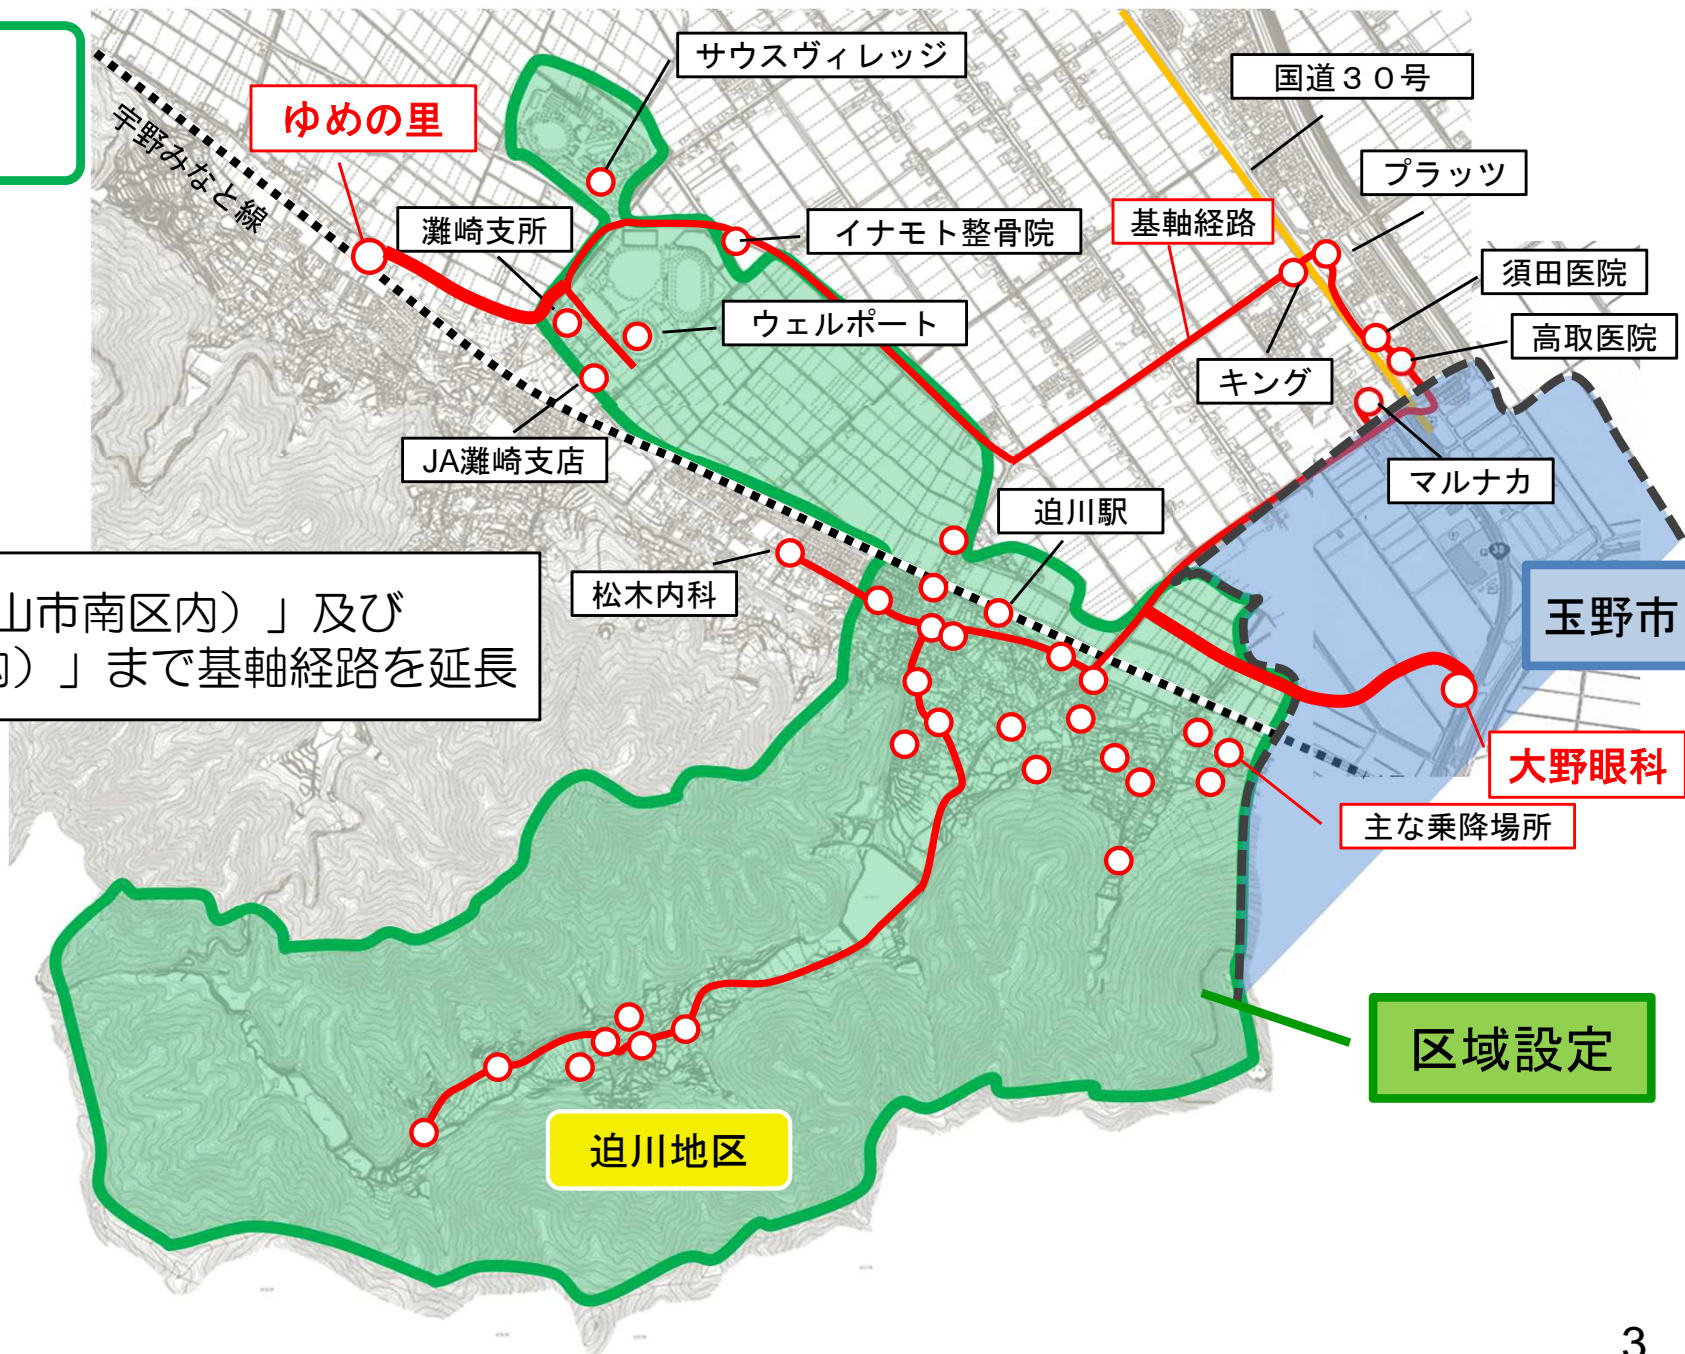 サウスヴィレッジ
国道３０号
ゆめの里
宇野みなと線
プラッツ
灘崎支所
イナモト整骨院
基軸経路
須田医院
ウェルポート
高取医院
キング
JA灘崎支店
マルナカ
迫川駅
松木内科
山市南区内）」及び
）」まで基軸経路を延長
玉野市
大野眼科
主な乗降場所
区域設定
迫川地区
3